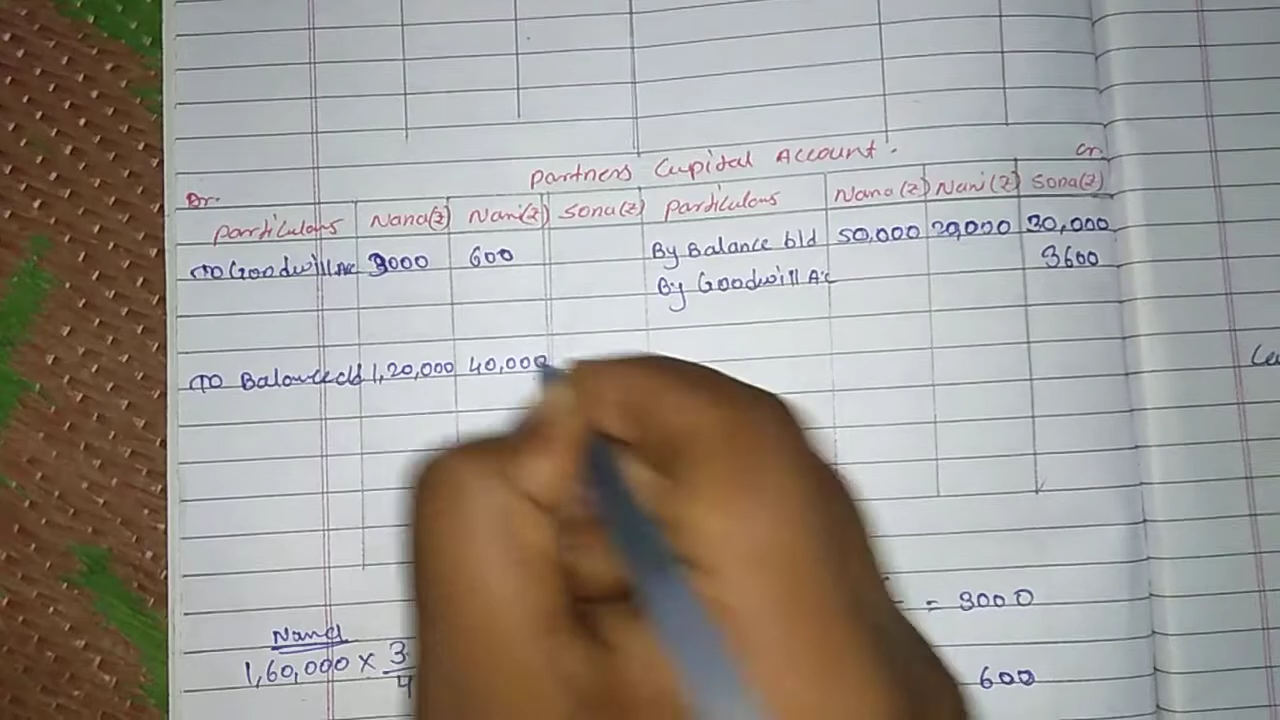 Partners Capital Account.
Dr. Cr.
Particulars Nana(₹) Nani(₹) Sona(₹) Particulars Nana(₹) Nani(₹) Sona(₹)
To Goodwill A/c 3000 600 By Balance b/d 50,000 20,000 30,000
By Goodwill A/c 3600
To Balance c/d 1,20,000 40,000
= 3000
Nana
1,60,000 × 3/4
600